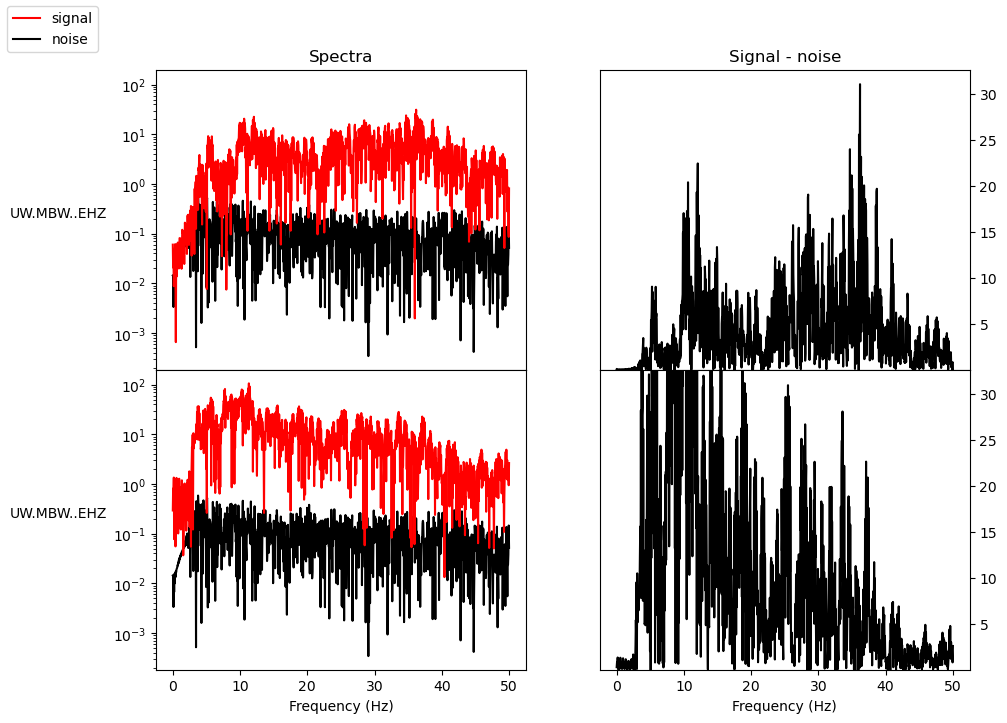 signal
noise
Spectra
Signal - noise
10²
10¹
10⁰
10⁻¹
10⁻²
10⁻³
UW.MBW..EHZ
30
25
20
15
10
5
10²
10¹
10⁰
10⁻¹
10⁻²
10⁻³
UW.MBW..EHZ
30
25
20
15
10
5
0 10 20 30 40 50
0 10 20 30 40 50
Frequency (Hz)
Frequency (Hz)